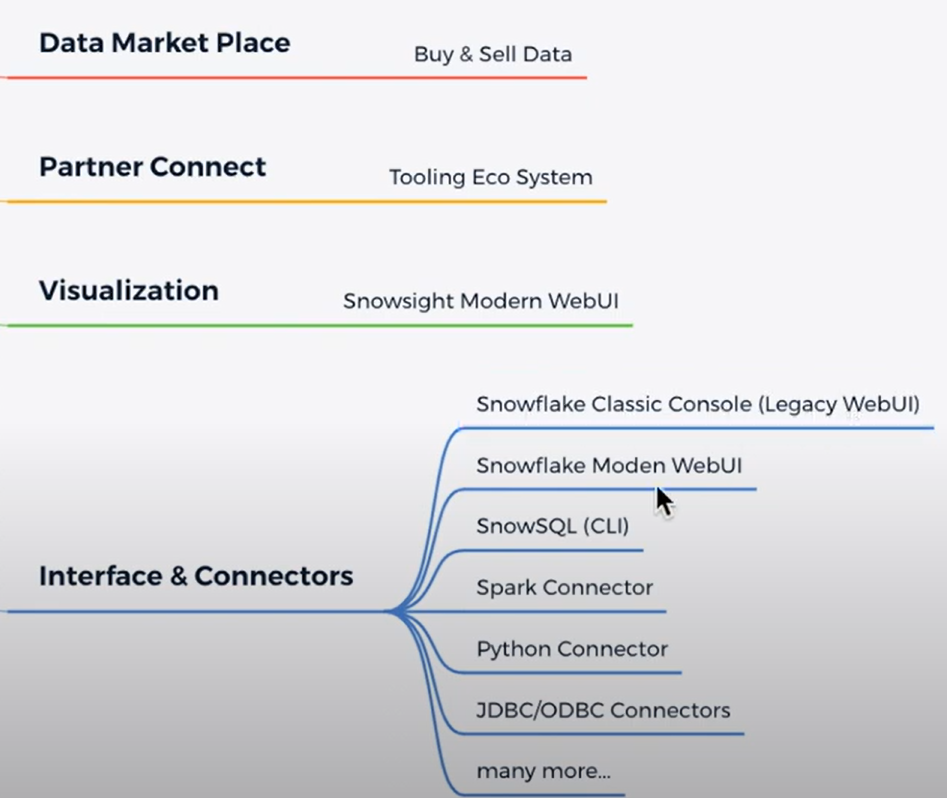 Data Market Place
Buy & Sell Data
Partner Connect
Tooling Eco System
Visualization
Snowsight Modern WebUI
Interface & Connectors
Snowflake Classic Console (Legacy WebUI)
Snowflake Moden WebUI
SnowSQL (CLI)
Spark Connector
Python Connector
JDBC/ODBC Connectors
many more...